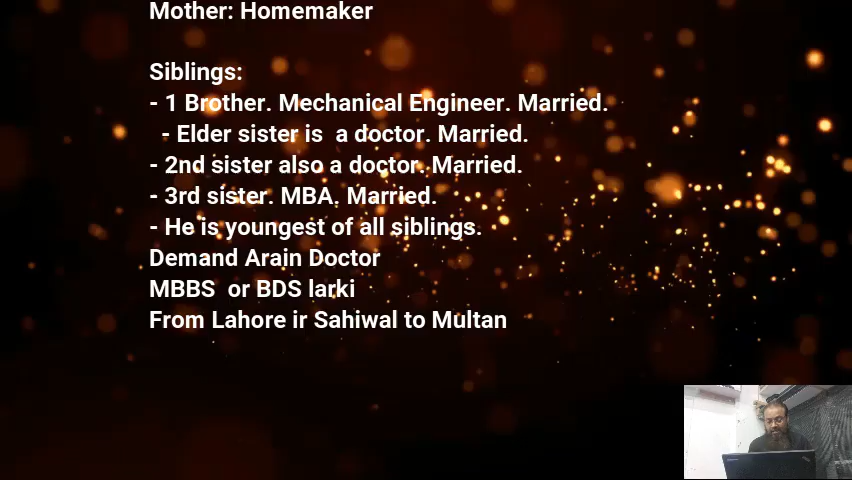 Mother: Homemaker
Siblings:
- 1 Brother. Mechanical Engineer. Married.
- Elder sister is  a doctor. Married.
- 2nd sister also a doctor. Married.
- 3rd sister. MBA. Married.
- He is youngest of all siblings.
Demand Arain Doctor
MBBS  or BDS larki
From Lahore ir Sahiwal to Multan